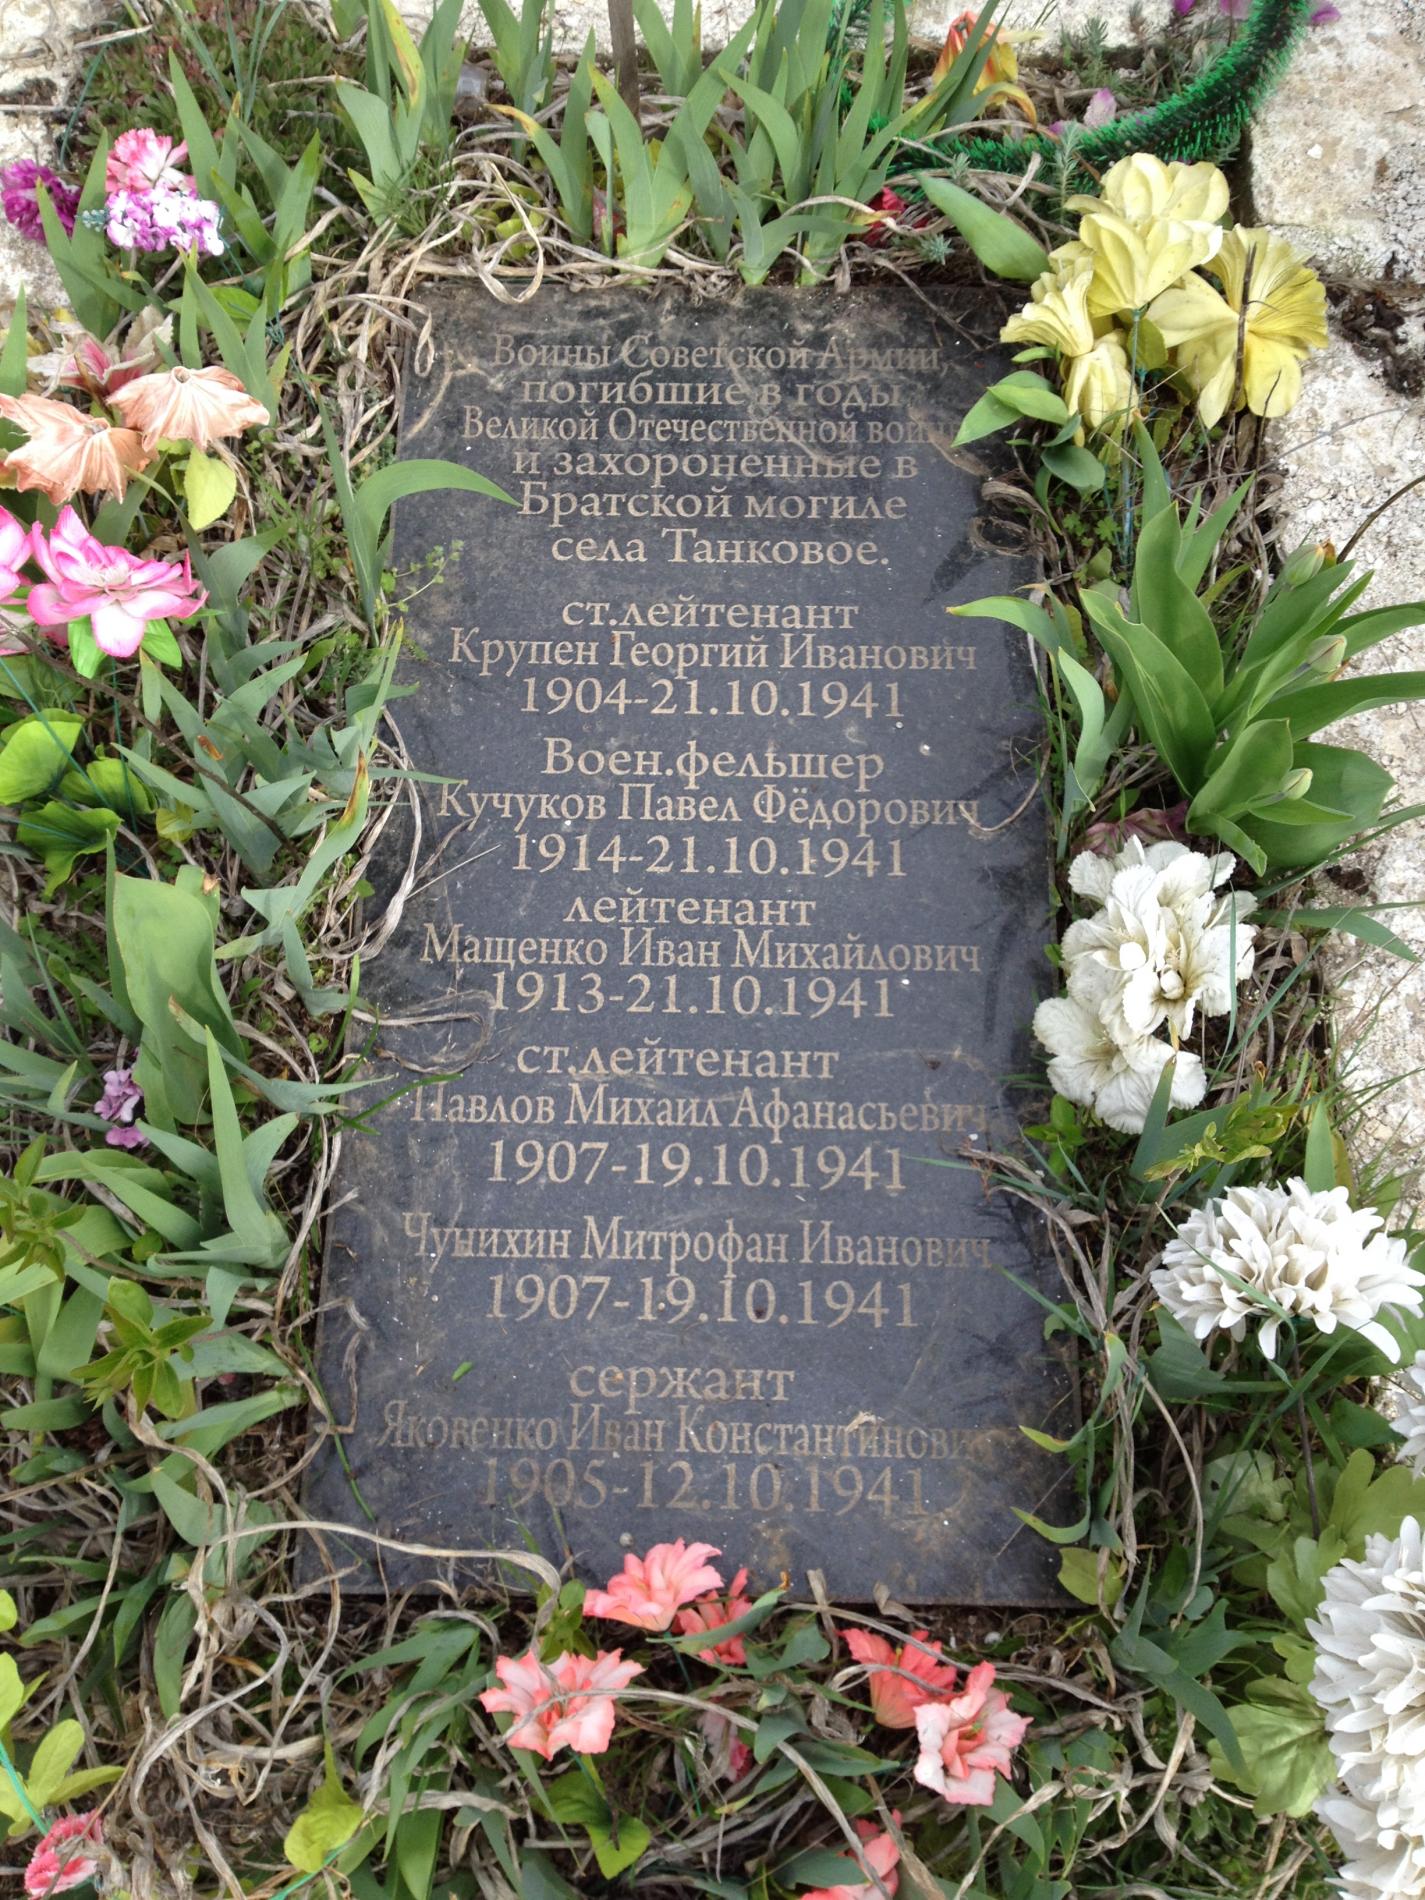 Воины Советской Армии,
погибшие в годы
Великой Отечественной войны
и захороненные в
Братской могиле
села Танковое.
ст.лейтенант
Крупен Георгий Иванович
1904-21.10.1941
Воен.фельшер
Кучуков Павел Фёдорович
1914-21.10.1941
лейтенант
Мащенко Иван Михайлович
1913-21.10.1941
ст.лейтенант
Павлов Михаил Афанасьевич
1907-19.10.1941
Чунихин Митрофан Иванович
1907-19.10.1941
сержант
Яковенко Иван Константинович
1905-12.10.1941